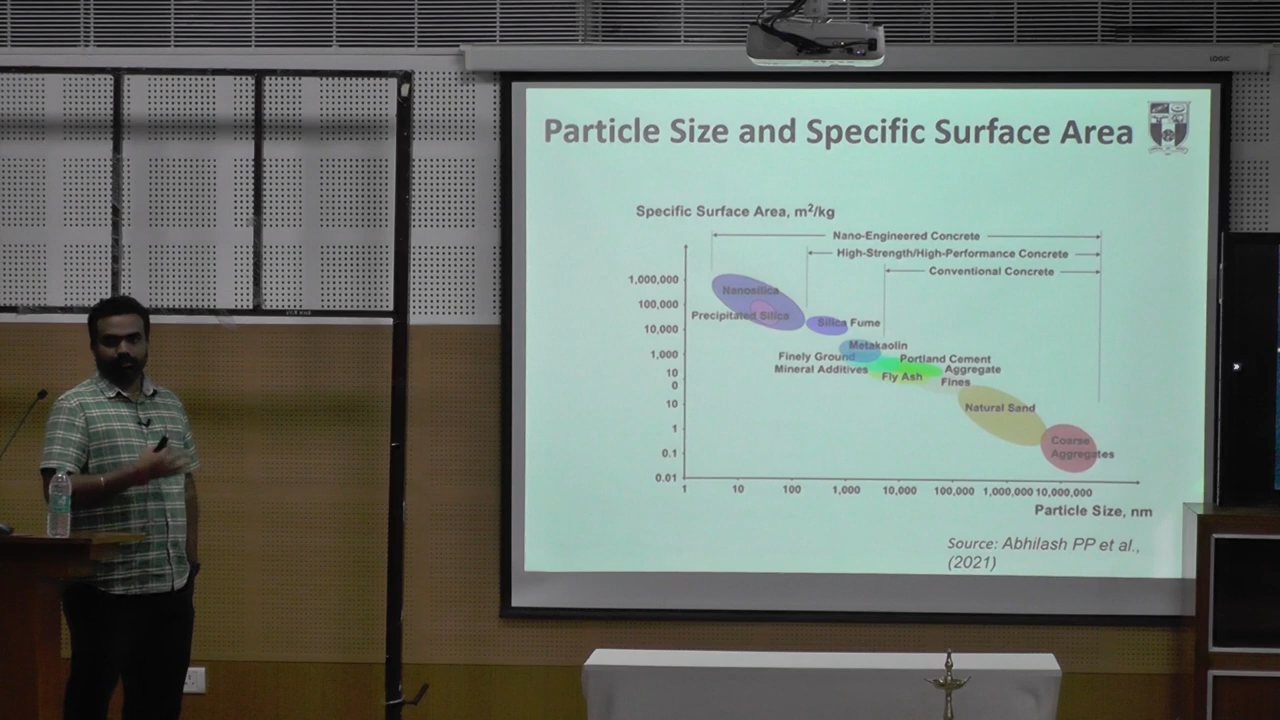 LOGIC
Particle Size and Specific Surface Area
Specific Surface Area, m²/kg
Nano-Engineered Concrete
High-Strength/High-Performance Concrete
Conventional Concrete
1,000,000
100,000
10,000
1,000
10
0
10
1
0.1
0.01
Nanosilica
Precipitated Silica
Silica Fume
Metakaolin
Finely Ground
Mineral Additives
Portland Cement
Fly Ash
Aggregate
Fines
Natural Sand
Coarse
Aggregates
1 10 100 1,000 10,000 100,000 1,000,000 10,000,000
Particle Size, nm
Source: Abhilash PP et al.,
(2021)